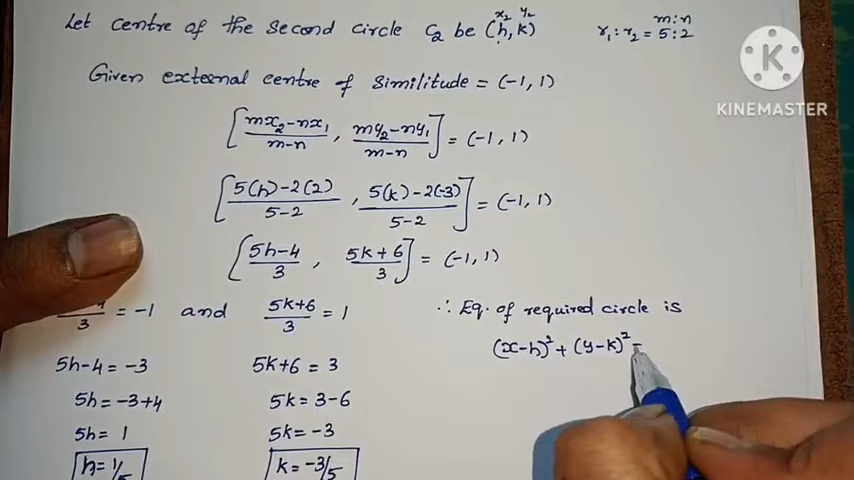 Let centre of the second circle C₂ be (h, k) r₁ : r₂ = 5 : 2
x₂ y₂ m : n
Given external centre of similitude = (-1, 1)
[(mx₂ - nx₁)/(m-n) , (my₂ - ny₁)/(m-n)] = (-1, 1)
[(5(h) - 2(2))/(5-2) , (5(k) - 2(-3))/(5-2)] = (-1, 1)
[(5h-4)/3 , (5k+6)/3] = (-1, 1)
/3 = -1 and (5k+6)/3 = 1 ∴ Eq. of required circle is
(x-h)² + (y-k)² =
5h-4 = -3 5k+6 = 3
5h = -3+4 5k = 3-6
5h = 1 5k = -3
h = 1/5 k = -3/5
KINEMASTER